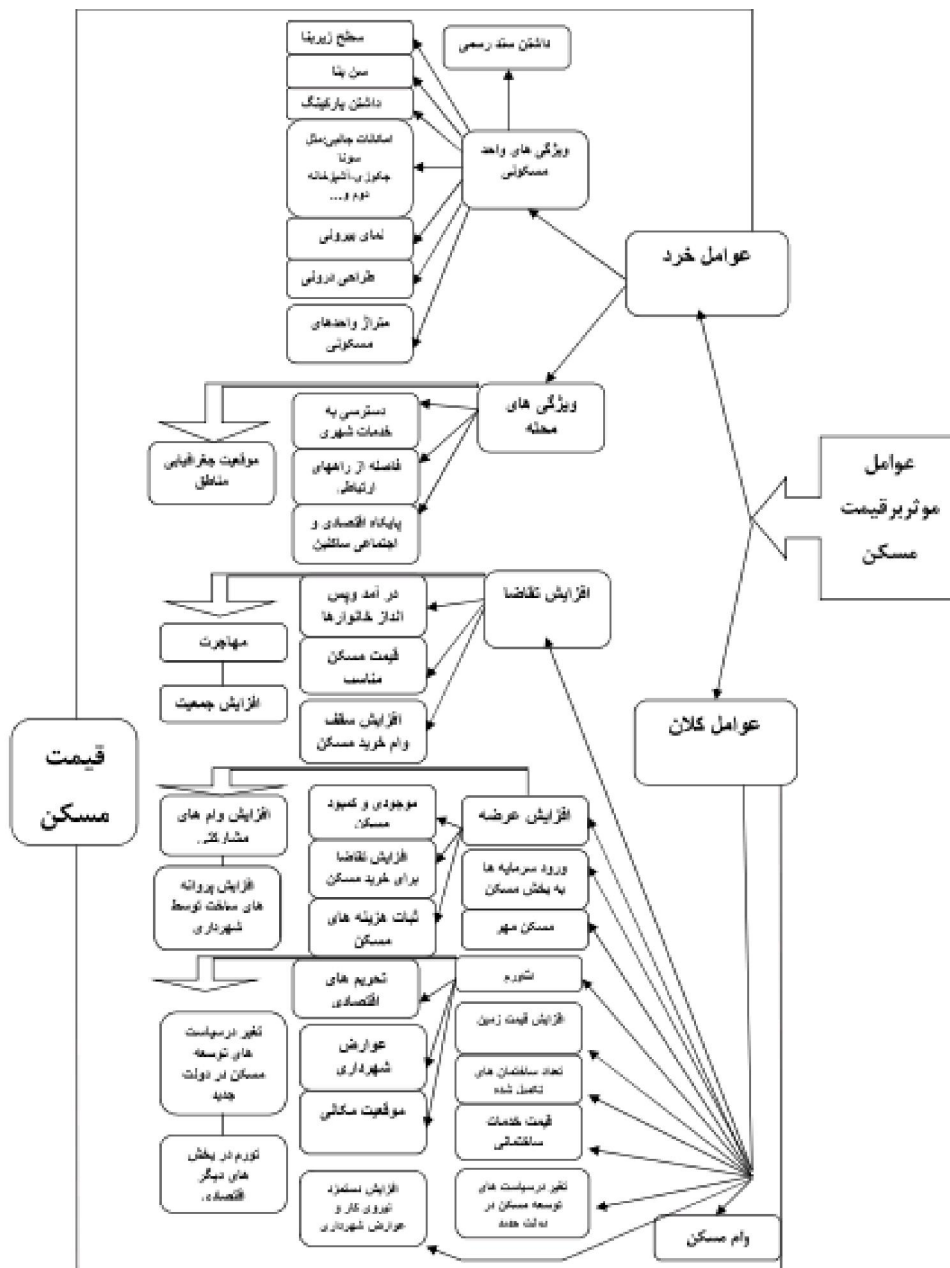 عوامل
موثربرقیمت
مسکن
عوامل خرد
ویژگی های واحد
مسکونی
داشتن سند رسمی
سطح زیربنا
سن بنا
داشتن پارکینگ
امکانات جانبی:مثل
سونا
جکوزی-آشپزخانه
دوم و...
نمای بیرونی
طراحی درونی
متراژ واحدهای
مسکونی
ویژگی های
محله
دسترسی به
خدمات شهری
فاصله از راههای
ارتباطی
پایگاه اقتصادی و
اجتماعی ساکنین
موقعیت جغرافیایی
مناطق
عوامل کلان
افزایش تقاضا
در آمد وپس
انداز خانوارها
قیمت مسکن
مناسب
افزایش سقف
وام خرید مسکن
مهاجرت
افزایش جمعیت
افزایش عرضه
موجودی و کمبود
مسکن
افزایش تقاضا
برای خرید مسکن
ثبات هزینه های
مسکن
افزایش وام های
مشارکتی
افزایش پروانه
های ساخت توسط
شهرداری
ورود سرمایه ها
به بخش مسکن
مسکن مهر
تتورم
تحریم های
اقتصادی
عوارض
شهرداری
موقعیت مکانی
تغیر درسیاست
های توسعه
مسکن در دولت
جدید
تورم در بخش
های دیگر
اقتصادی
افزایش قیمت زمین
تعداد ساختمان های
تکمیل شده
قیمت خدمات
ساختمانی
تغیر درسیاست های
توسعه مسکن در
دولت جدید
افزایش دستمزد
نیروی کار و
عوارض شهرداری
وام مسکن
قیمت
مسکن